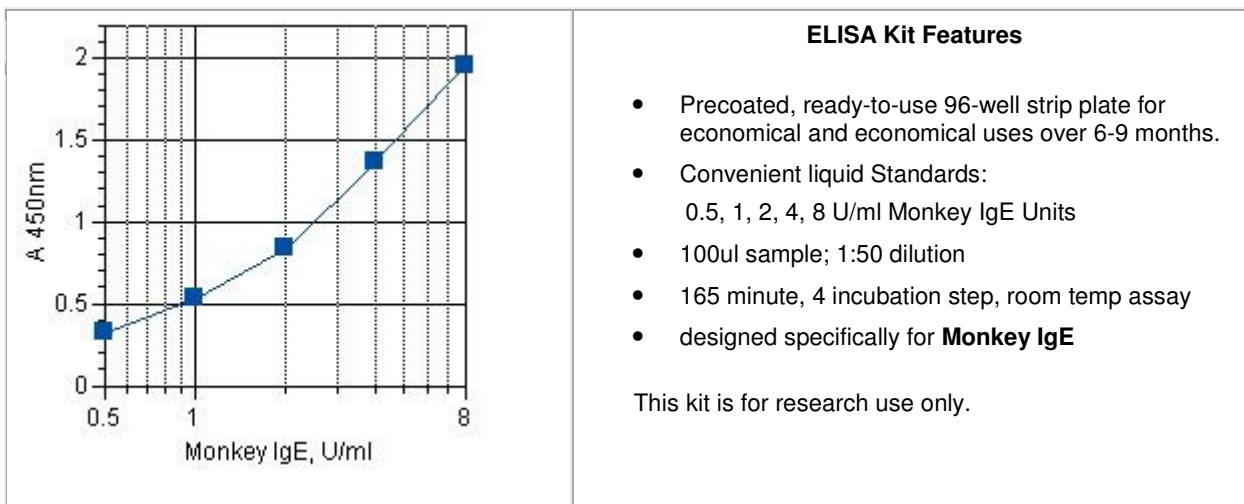 2
1.5
1
0.5
0
A 450nm
0.5 1 8
Monkey IgE, U/ml
ELISA Kit Features
• Precoated, ready-to-use 96-well strip plate for
economical and economical uses over 6-9 months.
• Convenient liquid Standards:
0.5, 1, 2, 4, 8 U/ml Monkey IgE Units
• 100ul sample; 1:50 dilution
• 165 minute, 4 incubation step, room temp assay
• designed specifically for Monkey IgE
This kit is for research use only.